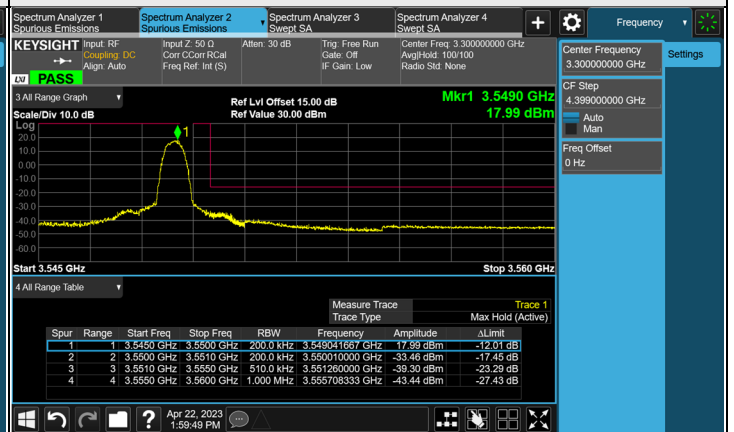 Spectrum Analyzer 1
Spurious Emissions
Spectrum Analyzer 2
Spurious Emissions
Spectrum Analyzer 3
Swept SA
Spectrum Analyzer 4
Swept SA
+
Frequency
KEYSIGHT
LXI
PASS
Input: RF
Coupling: DC
Align: Auto
Input Z: 50 Ω
Corr CCorr RCal
Freq Ref: Int (S)
Atten: 30 dB
Trig: Free Run
Gate: Off
IF Gain: Low
Center Freq: 3.300000000 GHz
Avg|Hold: 100/100
Radio Std: None
Center Frequency
3.300000000 GHz
Settings
CF Step
4.399000000 GHz
Auto
Man
Freq Offset
0 Hz
3 All Range Graph
Scale/Div 10.0 dB
Ref Lvl Offset 15.00 dB
Ref Value 30.00 dBm
Mkr1 3.5490 GHz
17.99 dBm
Log
1
20.0
10.0
0.00
-10.0
-20.0
-30.0
-40.0
-50.0
-60.0
Start 3.545 GHz Stop 3.560 GHz
4 All Range Table
Measure Trace Trace 1
Trace Type Max Hold (Active)
Spur Range Start Freq Stop Freq RBW Frequency Amplitude ΔLimit
1 1 3.5450 GHz 3.5500 GHz 200.0 kHz 3.549041667 GHz 17.99 dBm -12.01 dB
2 2 3.5500 GHz 3.5510 GHz 200.0 kHz 3.550010000 GHz -33.46 dBm -17.45 dB
3 3 3.5510 GHz 3.5550 GHz 510.0 kHz 3.551260000 GHz -39.30 dBm -23.29 dB
4 4 3.5550 GHz 3.5600 GHz 1.000 MHz 3.555708333 GHz -43.44 dBm -27.43 dB
?
Apr 22, 2023
1:59:49 PM